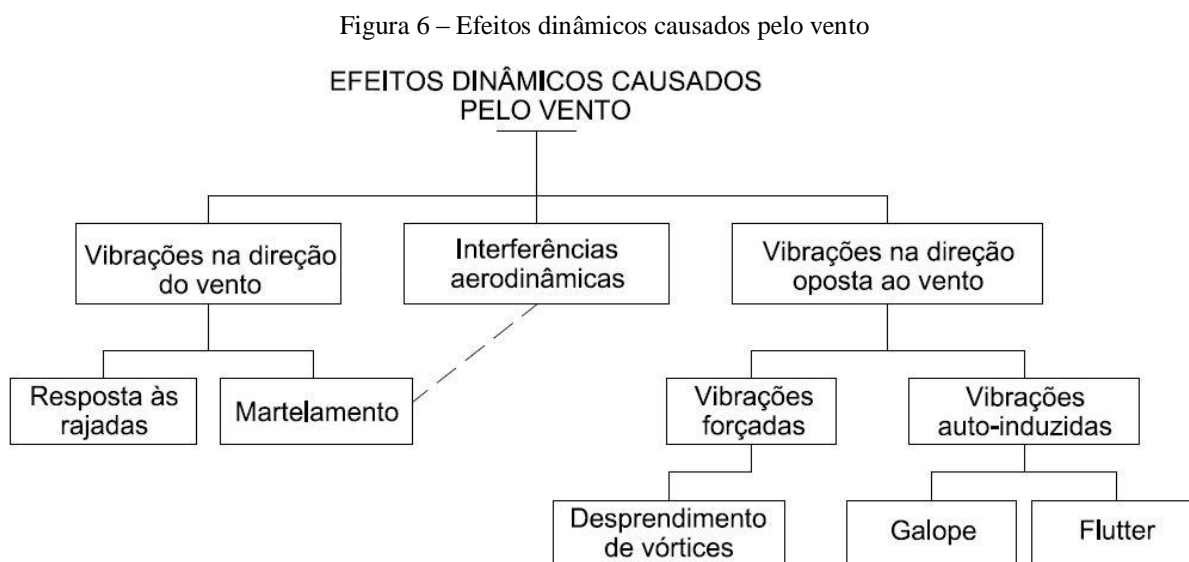 Figura 6 – Efeitos dinâmicos causados pelo vento
EFEITOS DINÂMICOS CAUSADOS
PELO VENTO
Vibrações na direção
do vento
Interferências
aerodinâmicas
Vibrações na direção
oposta ao vento
Resposta às
rajadas
Martelamento
Vibrações
forçadas
Vibrações
auto-induzidas
Desprendimento
de vórtices
Galope
Flutter